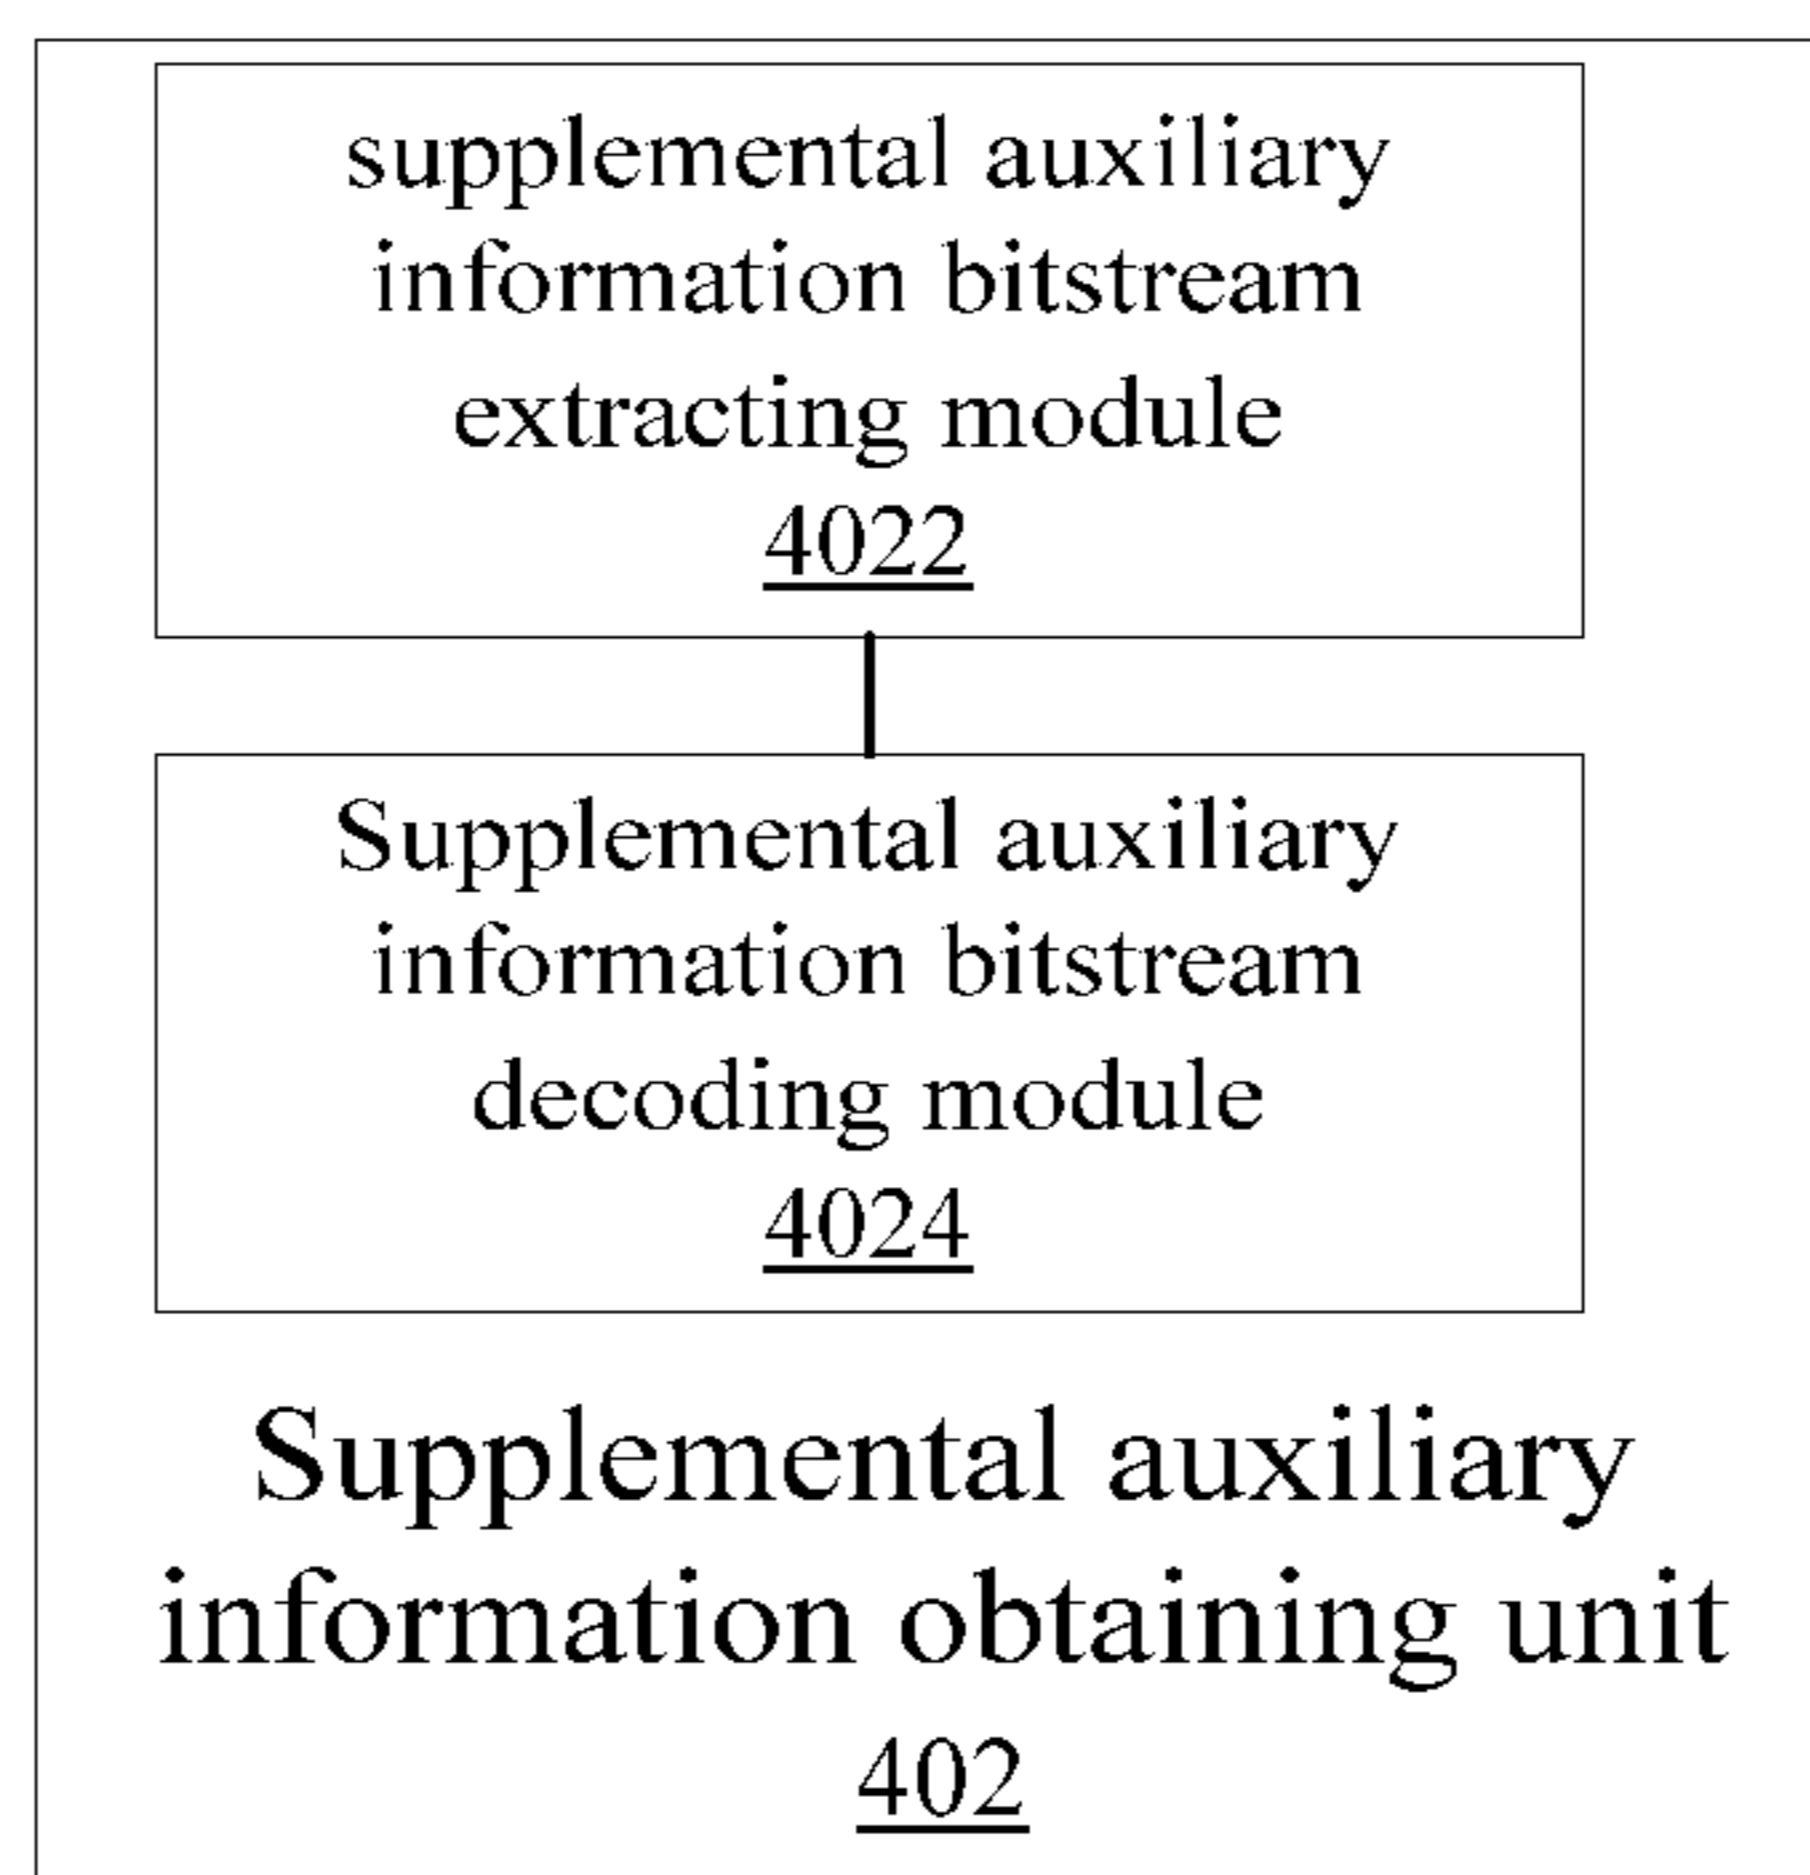 supplemental auxiliary
information bitstream
extracting module
4022
Supplemental auxiliary
information bitstream
decoding module
4024
Supplemental auxiliary
information obtaining unit
402